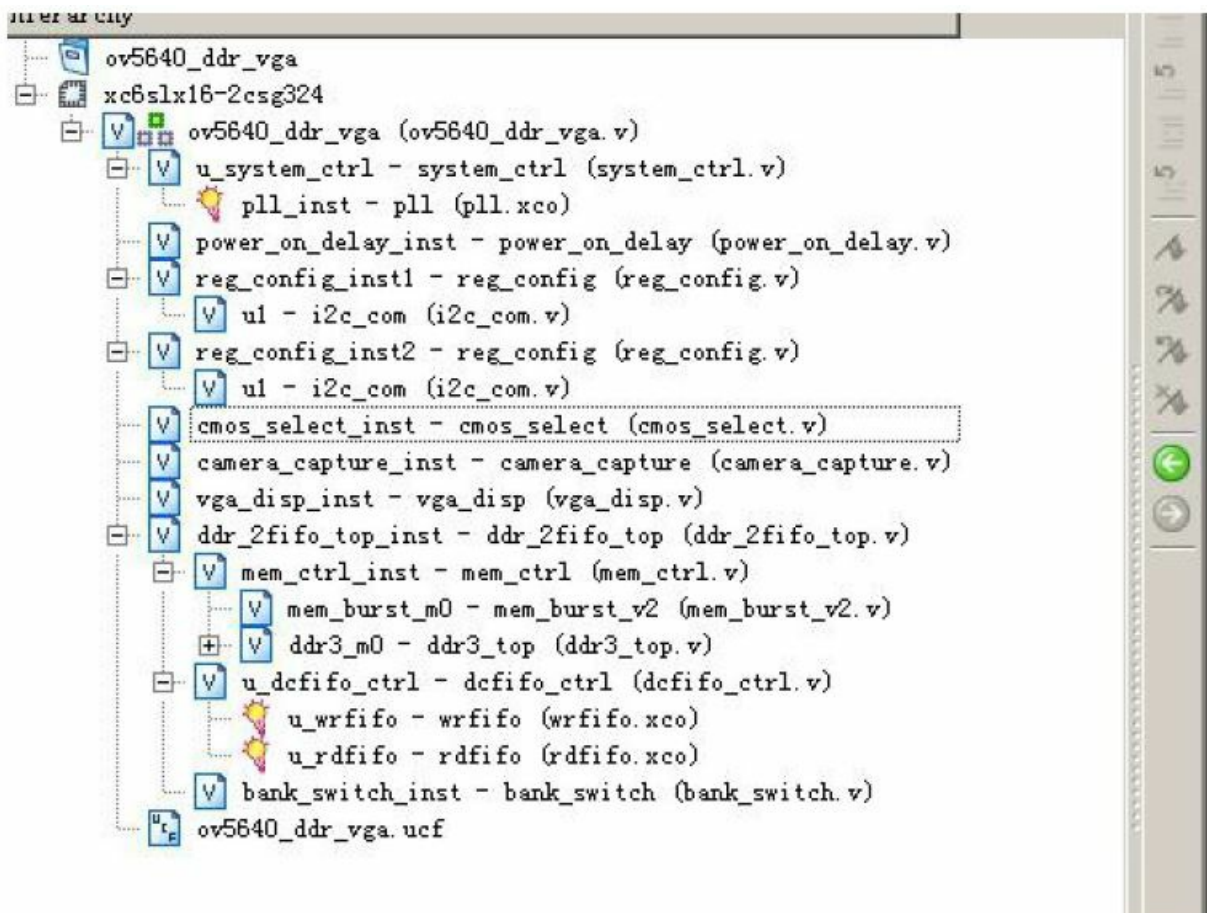 Hierarchy
ov5640_ddr_vga
xc6slx16-2csg324
ov5640_ddr_vga (ov5640_ddr_vga.v)
u_system_ctrl - system_ctrl (system_ctrl.v)
pll_inst - pll (pll.xco)
power_on_delay_inst - power_on_delay (power_on_delay.v)
reg_config_inst1 - reg_config (reg_config.v)
u1 - i2c_com (i2c_com.v)
reg_config_inst2 - reg_config (reg_config.v)
u1 - i2c_com (i2c_com.v)
cmos_select_inst - cmos_select (cmos_select.v)
camera_capture_inst - camera_capture (camera_capture.v)
vga_disp_inst - vga_disp (vga_disp.v)
ddr_2fifo_top_inst - ddr_2fifo_top (ddr_2fifo_top.v)
mem_ctrl_inst - mem_ctrl (mem_ctrl.v)
mem_burst_m0 - mem_burst_v2 (mem_burst_v2.v)
ddr3_m0 - ddr3_top (ddr3_top.v)
u_dcfifo_ctrl - dcfifo_ctrl (dcfifo_ctrl.v)
u_wrfifo - wrfifo (wrfifo.xco)
u_rdfifo - rdfifo (rdfifo.xco)
bank_switch_inst - bank_switch (bank_switch.v)
ov5640_ddr_vga.ucf